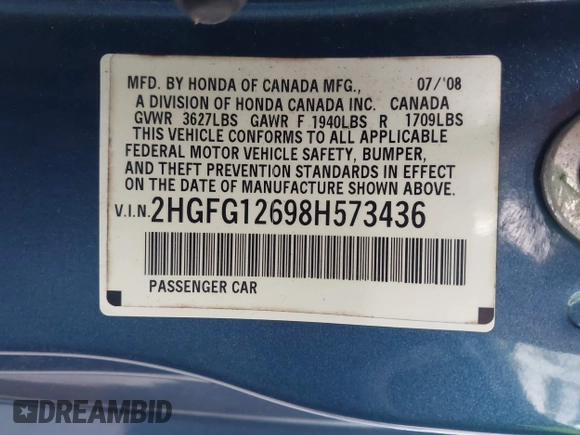 MFD. BY HONDA OF CANADA MFG., 07/'08
A DIVISION OF HONDA CANADA INC. CANADA
GVWR 3627LBS GAWR F 1940LBS R 1709LBS
THIS VEHICLE CONFORMS TO ALL APPLICABLE
FEDERAL MOTOR VEHICLE SAFETY, BUMPER,
AND THEFT PREVENTION STANDARDS IN EFFECT
ON THE DATE OF MANUFACTURE SHOWN ABOVE.
V.I.N. 2HGFG12698H573436
PASSENGER CAR
DREAMBID